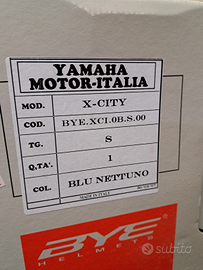 YAMAHA
MOTOR-ITALIA
MOD. X-CITY
COD. BYE.XCI.0B.S.00
TG. S
Q.TA'. 1
COL. BLU NETTUNO
MADE IN ITALY
BYE
HELMETS
subito